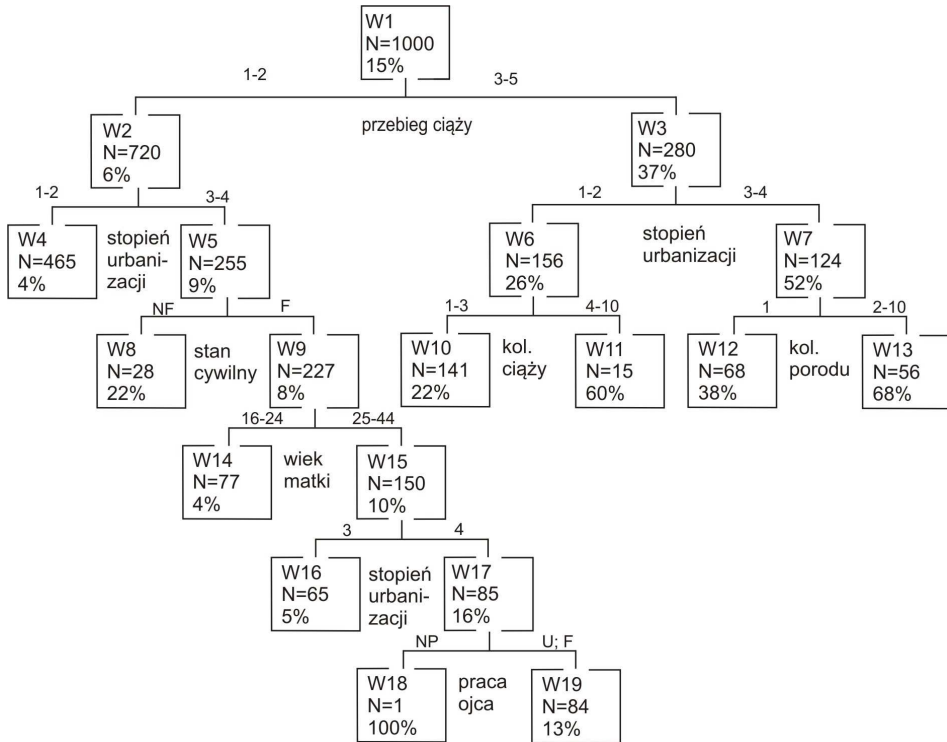 W1
N=1000
15%
1-2
3-5
przebieg ciąży
W2
N=720
6%
W3
N=280
37%
1-2
3-4
1-2
3-4
W4
N=465
4%
stopień
urbani-
zacji
W5
N=255
9%
W6
N=156
26%
stopień
urbanizacji
W7
N=124
52%
NF
F
1-3
4-10
1
2-10
W8
N=28
22%
stan
cywilny
W9
N=227
8%
W10
N=141
22%
kol.
ciąży
W11
N=15
60%
W12
N=68
38%
kol.
porodu
W13
N=56
68%
16-24
25-44
W14
N=77
4%
wiek
matki
W15
N=150
10%
3
4
W16
N=65
5%
stopień
urbani-
zacji
W17
N=85
16%
NP
U; F
W18
N=1
100%
praca
ojca
W19
N=84
13%